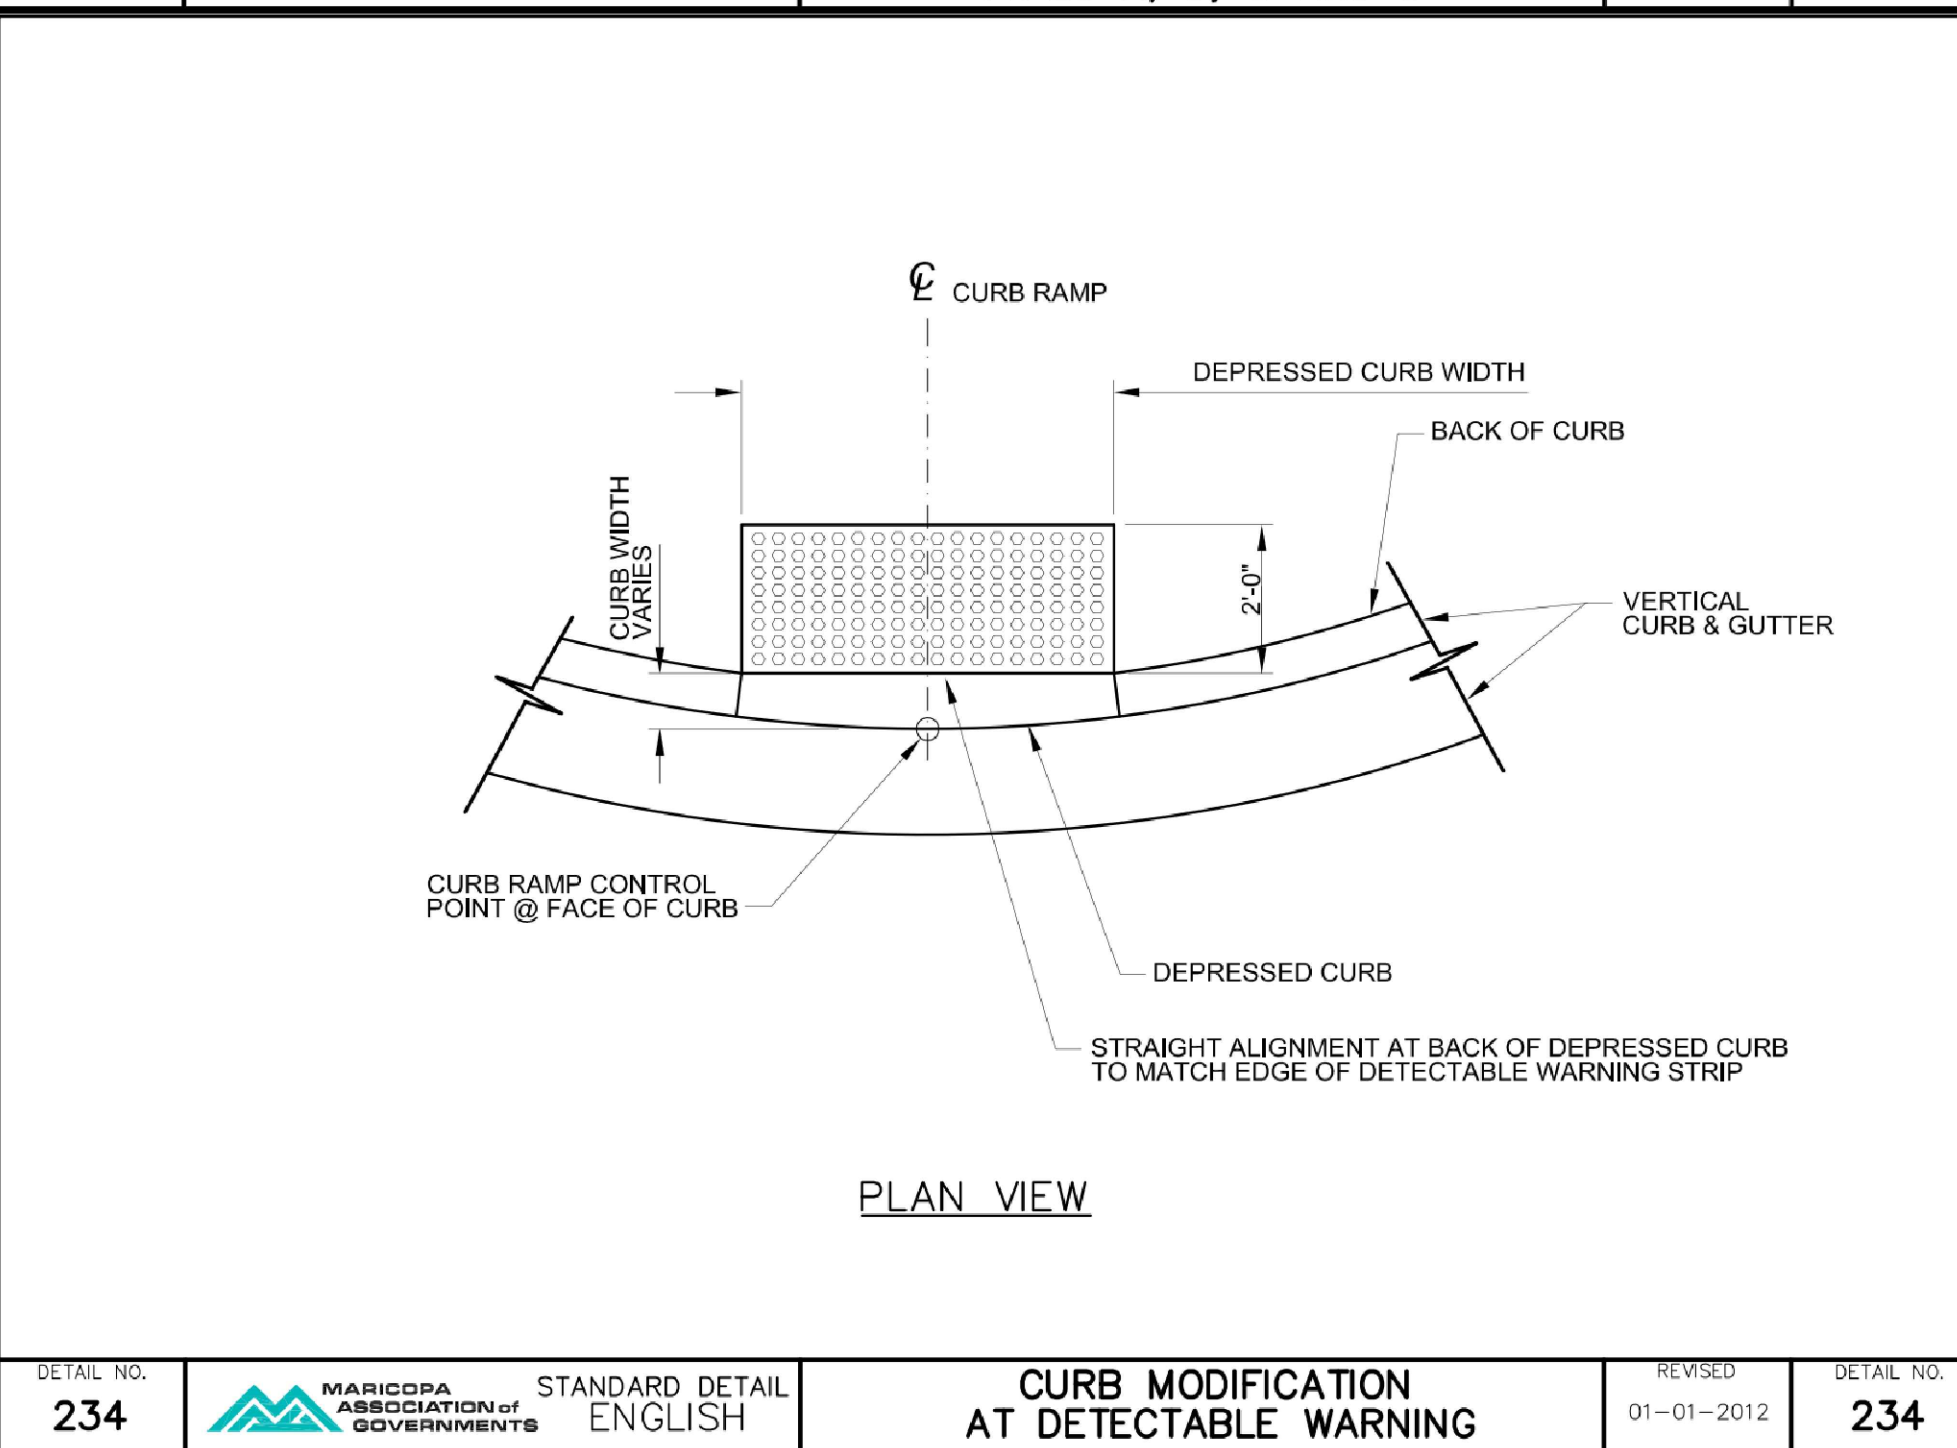 ℄ CURB RAMP
DEPRESSED CURB WIDTH
BACK OF CURB
CURB WIDTH
VARIES
2'-0"
VERTICAL
CURB & GUTTER
CURB RAMP CONTROL
POINT @ FACE OF CURB
DEPRESSED CURB
STRAIGHT ALIGNMENT AT BACK OF DEPRESSED CURB
TO MATCH EDGE OF DETECTABLE WARNING STRIP
PLAN VIEW
DETAIL NO.
234
MARICOPA
ASSOCIATION of
GOVERNMENTS
STANDARD DETAIL
ENGLISH
CURB MODIFICATION
AT DETECTABLE WARNING
REVISED
01-01-2012
DETAIL NO.
234